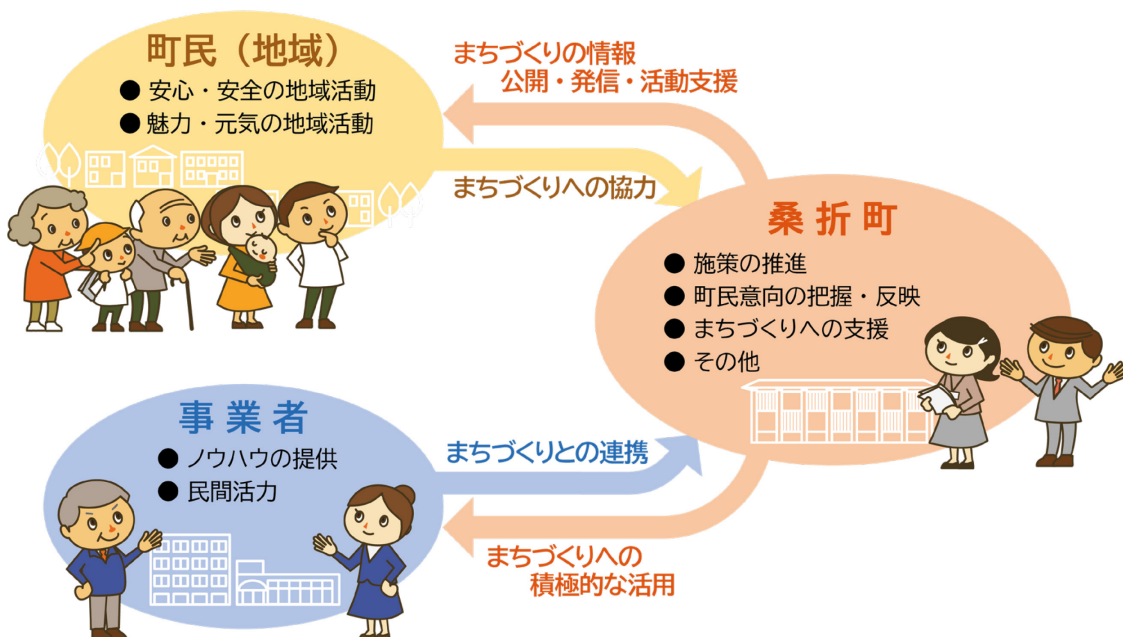 町民（地域）
● 安心・安全の地域活動
● 魅力・元気の地域活動
まちづくりの情報
公開・発信・活動支援
まちづくりへの協力
桑折町
● 施策の推進
● 町民意向の把握・反映
● まちづくりへの支援
● その他
事業者
● ノウハウの提供
● 民間活力
まちづくりとの連携
まちづくりへの
積極的な活用